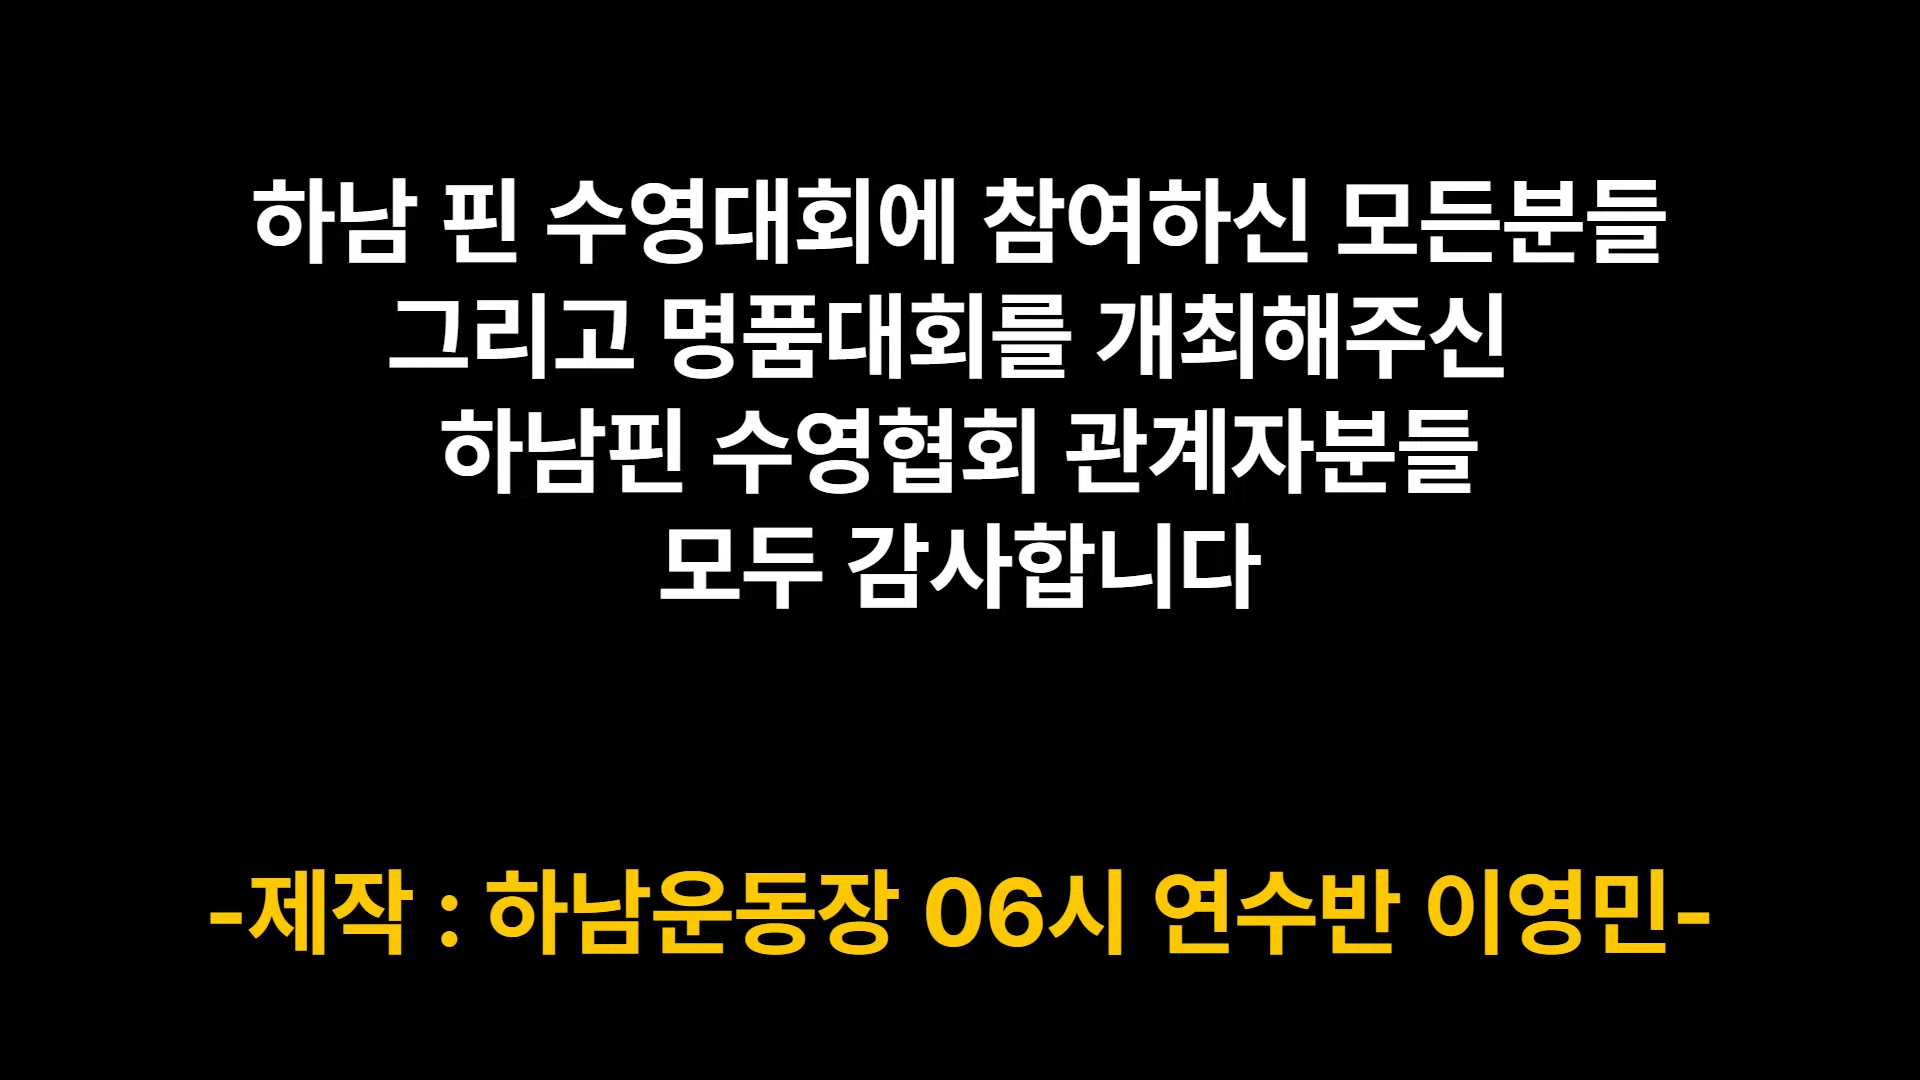 하남 핀 수영대회에 참여하신 모든분들
그리고 명품대회를 개최해주신
하남핀 수영협회 관계자분들
모두 감사합니다
-제작 : 하남운동장 06시 연수반 이영민-